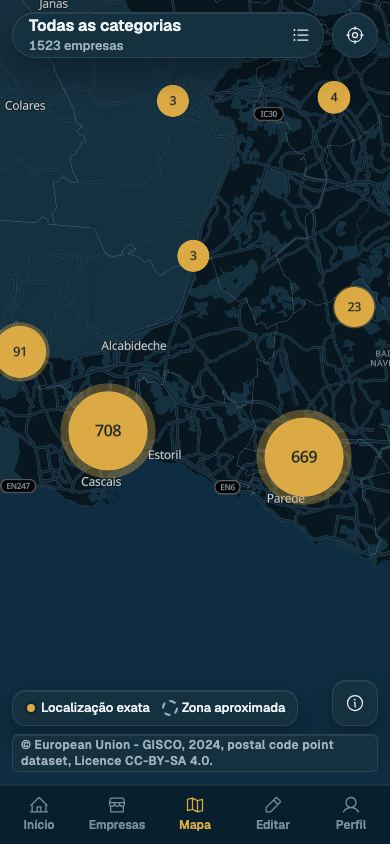 Janas
Todas as categorias
1523 empresas
3
4
Colares
IC30
3
23
91
Alcabideche
BAI
NAVE
708
669
Estoril
Cascais
EN247
EN6
Parede
Localização exata
Zona aproximada
© European Union - GISCO, 2024, postal code point
dataset, Licence CC-BY-SA 4.0.
Início
Empresas
Mapa
Editar
Perfil